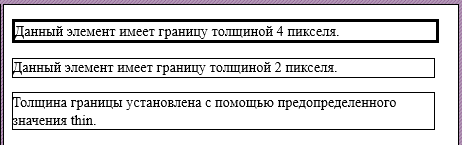 Данный элемент имеет границу толщиной 4 пикселя.
Данный элемент имеет границу толщиной 2 пикселя.
Толщина границы установлена с помощью предопределенного
значения thin.